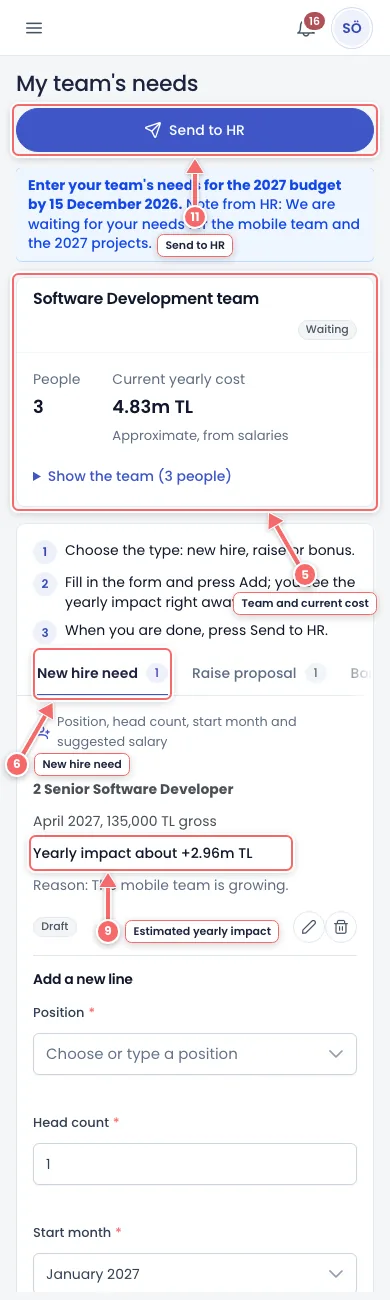 16
SÖ
My team's needs
Send to HR
Enter your team's needs for the 2027 budget
by 15 December 2026. Note from HR: We are
waiting for your needs for the mobile team and
the 2027 projects.
11
Send to HR
Software Development team
Waiting
People
Current yearly cost
3
4.83m TL
Approximate, from salaries
Show the team (3 people)
1 Choose the type: new hire, raise or bonus.
5
2 Fill in the form and press Add; you see the
yearly impact right away
Team and current cost
3 When you are done, press Send to HR.
New hire need 1
Raise proposal 1
Position, head count, start month and
suggested salary
6
New hire need
2 Senior Software Developer
April 2027, 135,000 TL gross
Yearly impact about +2.96m TL
Reason: The mobile team is growing.
Draft
9
Estimated yearly impact
Add a new line
Position *
Choose or type a position
Head count *
1
Start month *
January 2027